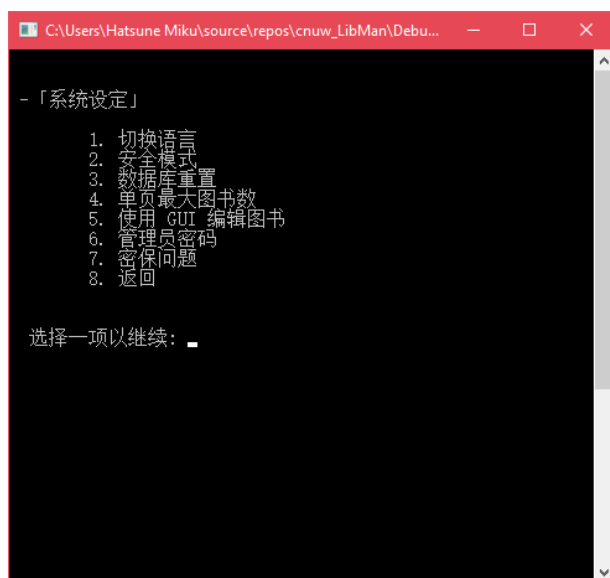 C:\Users\Hatsune Miku\source\repos\cnuw_LibMan\Debu...
-「系统设定」
1. 切换语言
2. 安全模式
3. 数据库重置
4. 单页最大图书数
5. 使用 GUI 编辑图书
6. 管理员密码
7. 密保问题
8. 返回
选择一项以继续: